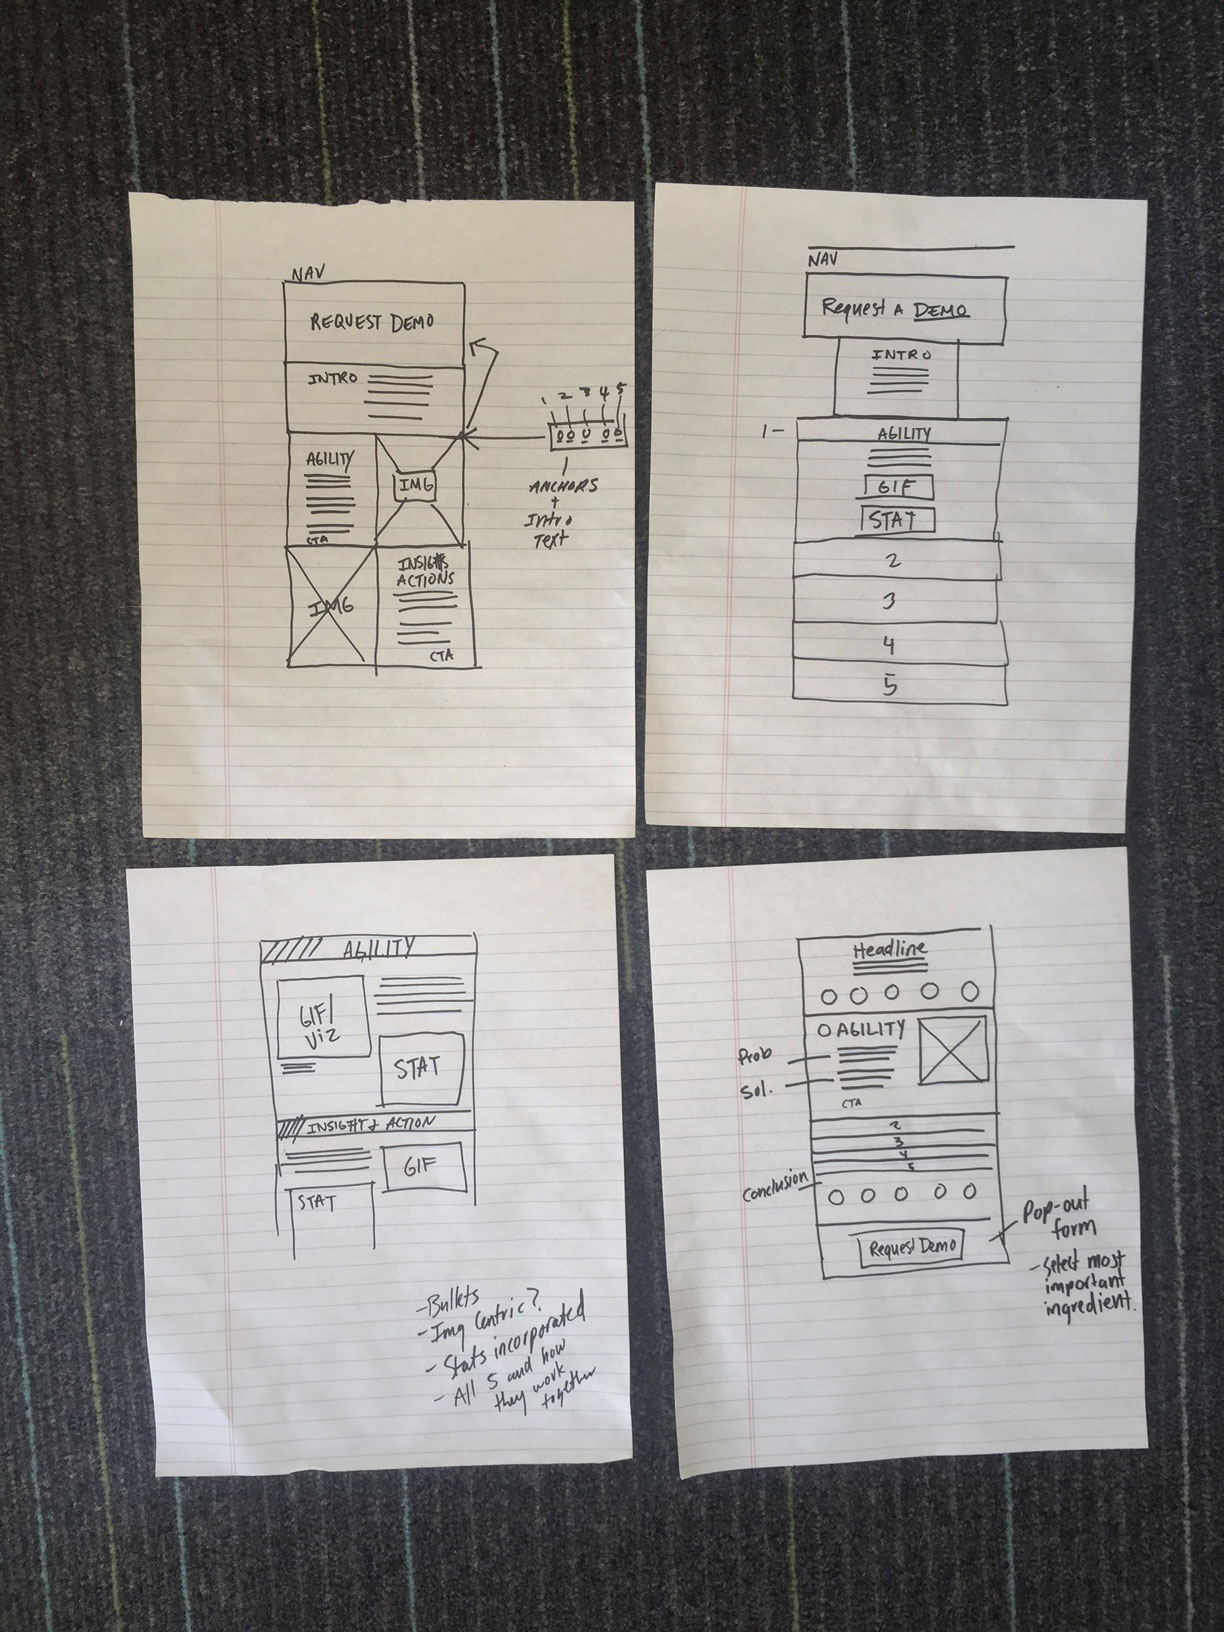 NAV
REQUEST DEMO
INTRO
1 2 3 4 5
AGILITY
IMG
CTA
ANCHORS
+
Intro
Text
IMG
INSIGHTS
ACTIONS
CTA
NAV
Request A DEMO
INTRO
1-
AGILITY
GIF
STAT
2
3
4
5
AGILITY
GIF/
Viz
STAT
INSIGHT & ACTION
GIF
STAT
-Bullets
-Img Centric?
-Stats incorporated
- All 5 and how
they work
together
Headline
AGILITY
Prob
Sol.
CTA
2
3
4
5
Conclusion
Request Demo
Pop-out
form
-Select most
important
ingredient.